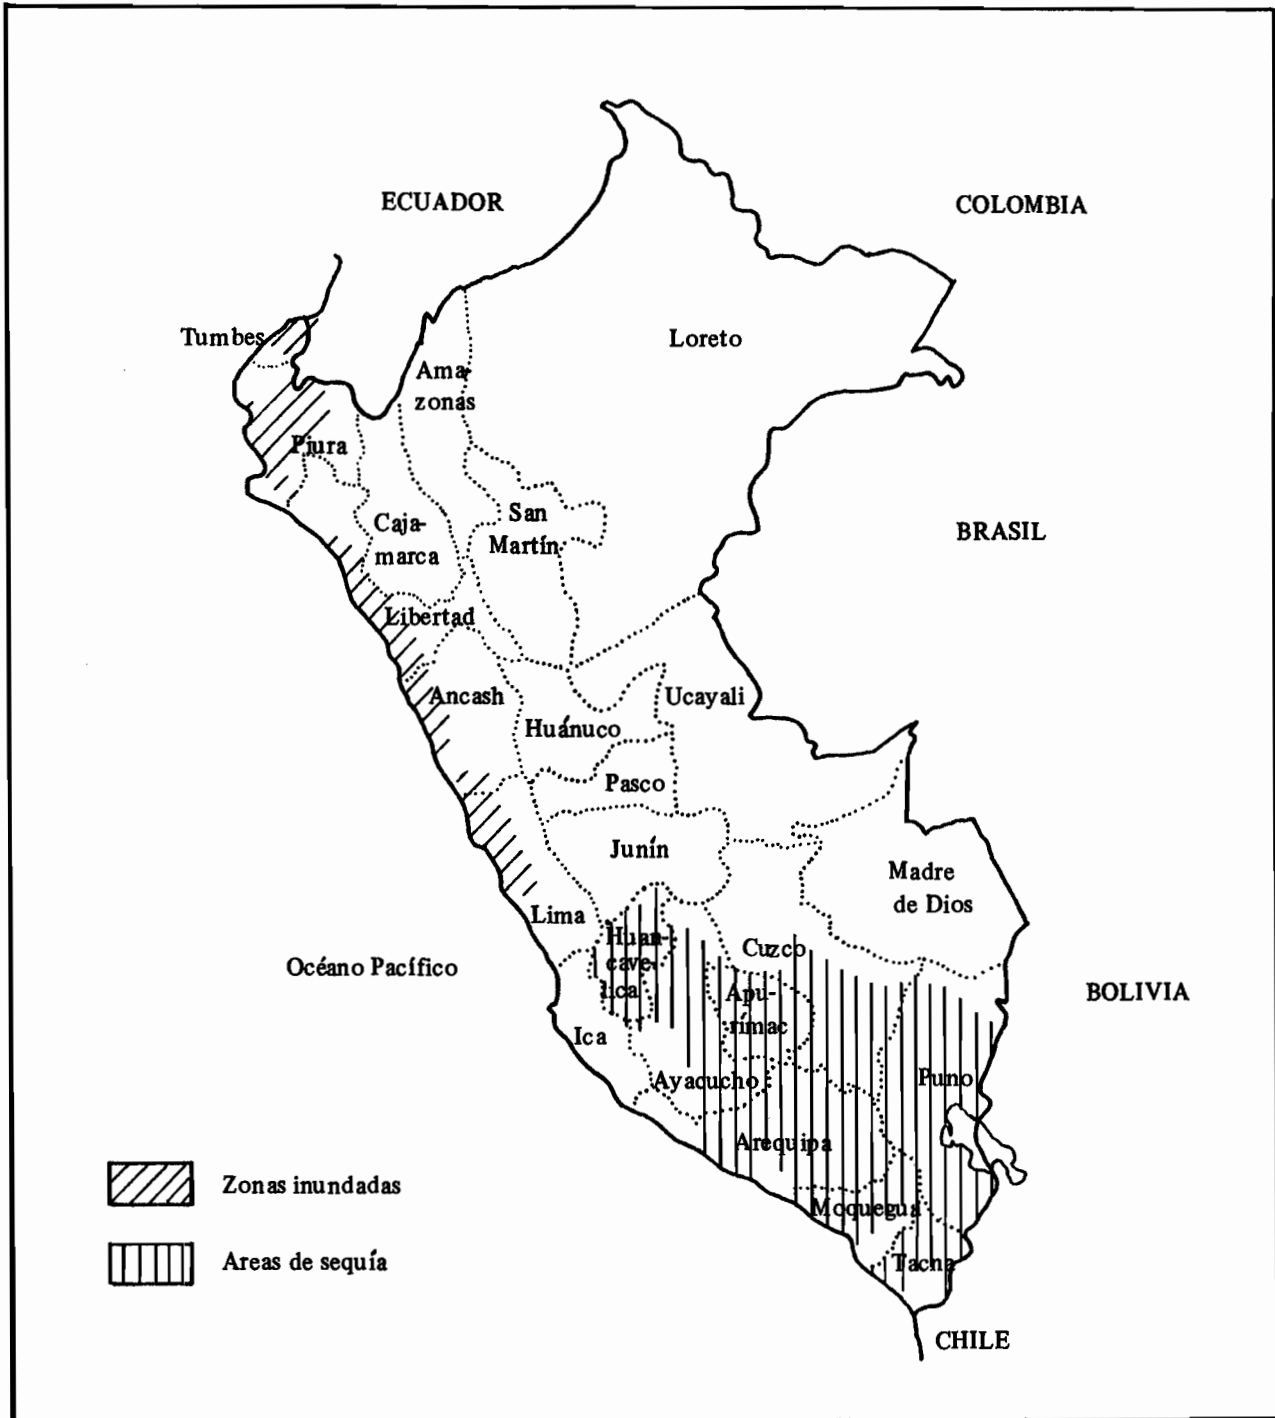 ECUADOR
COLOMBIA
Tumbes
Loreto
Ama-
zonas
Piura
San
Martín
Caja-
marca
BRASIL
Libertad
Ancash
Ucayali
Huánuco
Pasco
Junín
Madre
de Dios
Lima
Huan-
cave-
lica
Cuzco
Océano Pacífico
Apu-
rímac
BOLIVIA
Ica
Ayacucho
Puno
Arequipa
Moquegua
Tacna
Zonas inundadas
Areas de sequía
CHILE